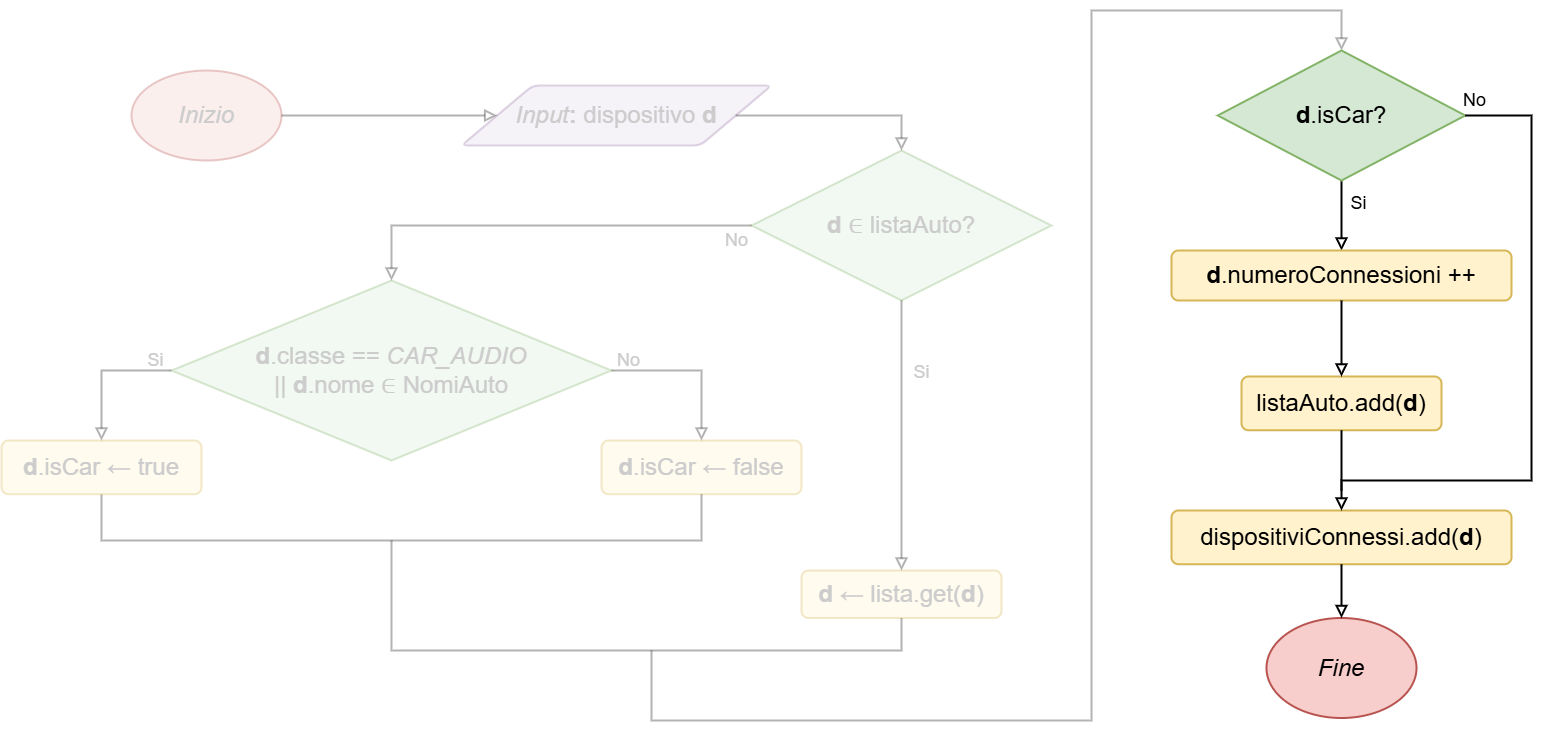 Inizio
Input: dispositivo d
d ∈ listaAuto?
No
Si
d.classe == CAR_AUDIO
|| d.nome ∈ NomiAuto
Si
No
d.isCar ← true
d.isCar ← false
d ← lista.get(d)
d.isCar?
No
Si
d.numeroConnessioni ++
listaAuto.add(d)
dispositiviConnessi.add(d)
Fine